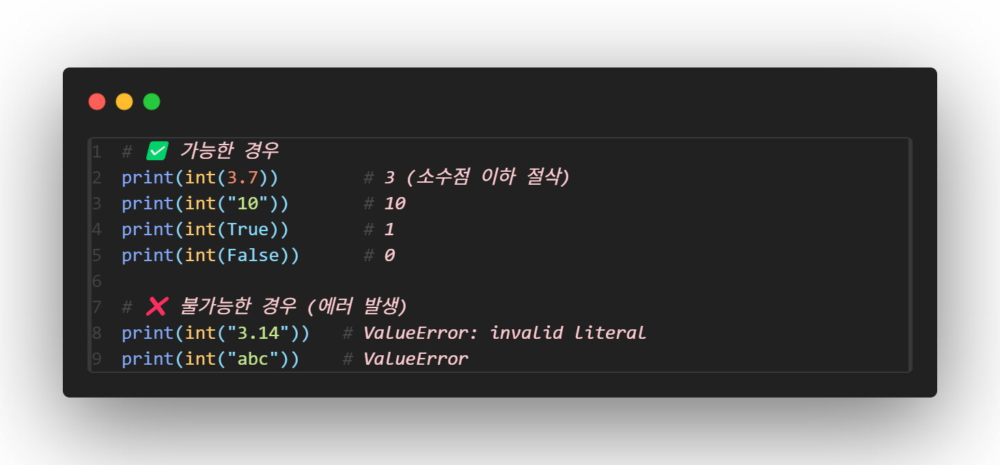 1 # ✅ 가능한 경우
2 print(int(3.7))        # 3 (소수점 이하 절삭)
3 print(int("10"))       # 10
4 print(int(True))       # 1
5 print(int(False))      # 0
6
7 # ❌ 불가능한 경우 (에러 발생)
8 print(int("3.14"))   # ValueError: invalid literal
9 print(int("abc"))    # ValueError